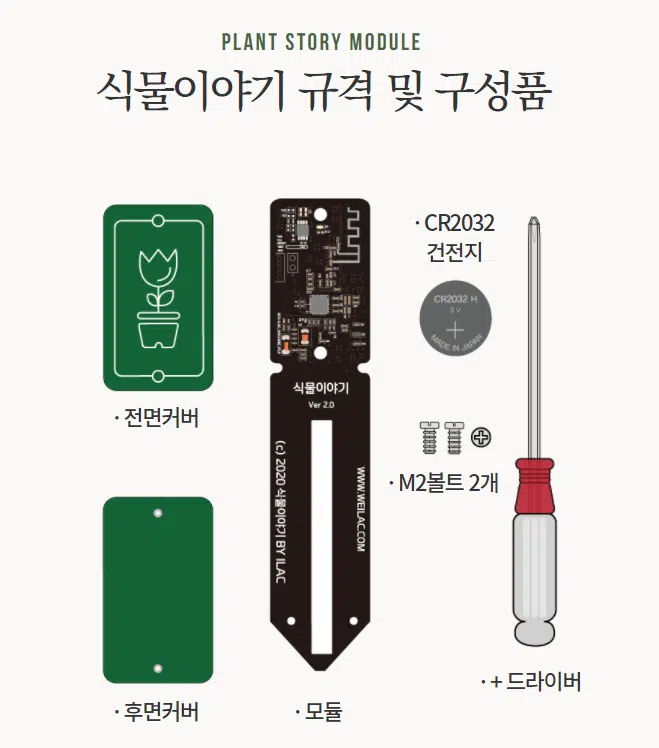 PLANT STORY MODULE
식물이야기 규격 및 구성품
· CR2032
건전지
CR2032 H
3 V
MADE IN JAPAN
· 전면커버
식물이야기
Ver 2.0
(c) 2020 식물이야기 BY ILAC
WWW.WEILAC.COM
· M2볼트 2개
· 후면커버
· 모듈
· + 드라이버